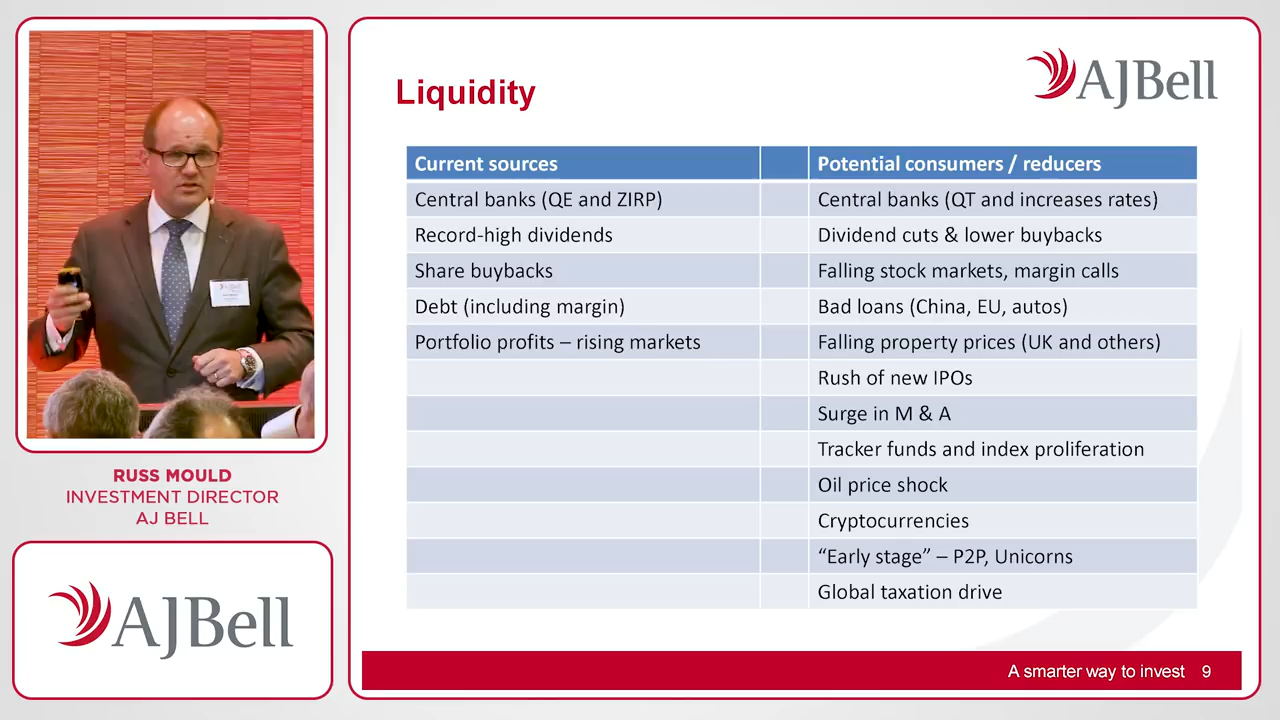 RUSS MOULD
INVESTMENT DIRECTOR
AJ BELL
AJBell
Liquidity
AJBell
Current sources
Potential consumers / reducers
Central banks (QE and ZIRP)
Central banks (QT and increases rates)
Record-high dividends
Dividend cuts & lower buybacks
Share buybacks
Falling stock markets, margin calls
Debt (including margin)
Bad loans (China, EU, autos)
Portfolio profits – rising markets
Falling property prices (UK and others)
Rush of new IPOs
Surge in M & A
Tracker funds and index proliferation
Oil price shock
Cryptocurrencies
“Early stage” – P2P, Unicorns
Global taxation drive
A smarter way to invest 9